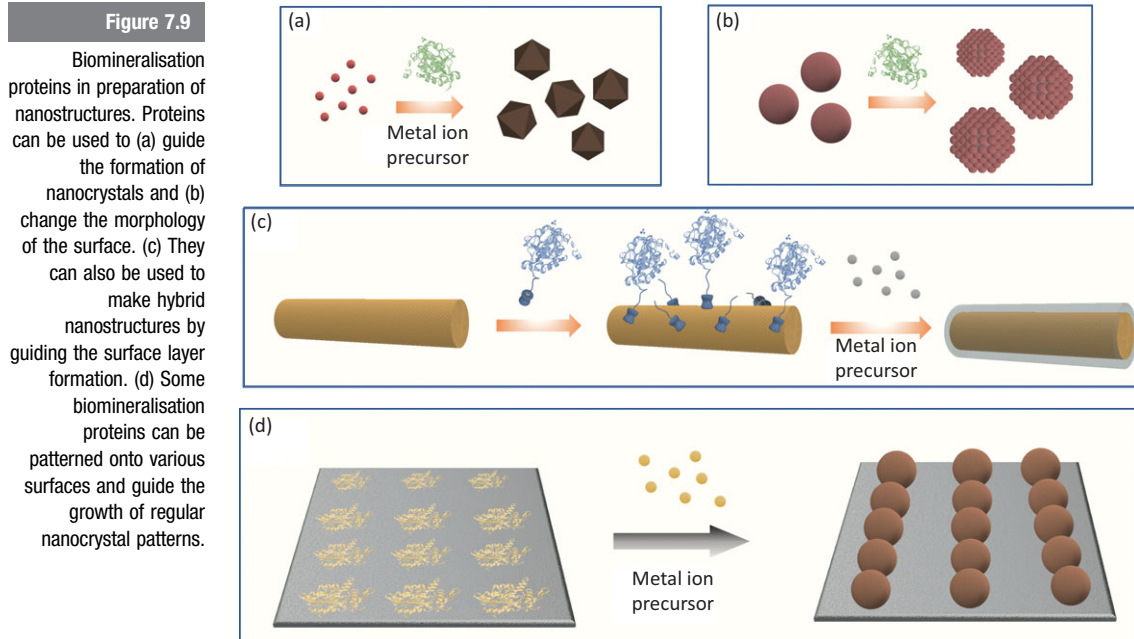 Figure 7.9
Biomineralisation
proteins in preparation of
nanostructures. Proteins
can be used to (a) guide
the formation of
nanocrystals and (b)
change the morphology
of the surface. (c) They
can also be used to
make hybrid
nanostructures by
guiding the surface layer
formation. (d) Some
biomineralisation
proteins can be
patterned onto various
surfaces and guide the
growth of regular
nanocrystal patterns.
(a)
Metal ion
precursor
(b)
(c)
Metal ion
precursor
(d)
Metal ion
precursor